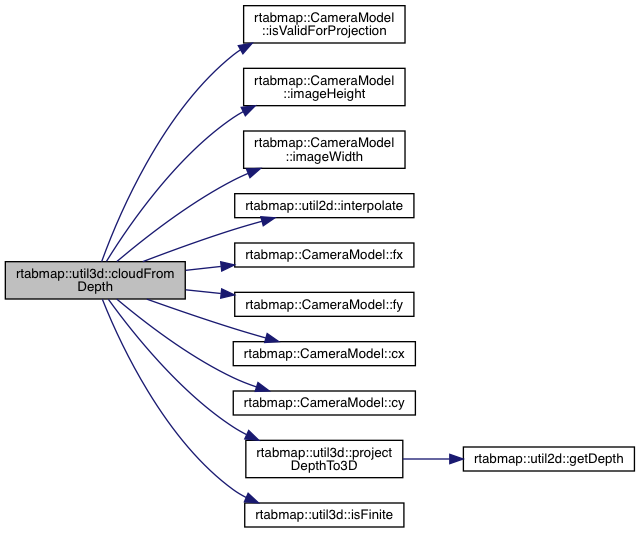 rtabmap::CameraModel
::isValidForProjection
rtabmap::CameraModel
::imageHeight
rtabmap::CameraModel
::imageWidth
rtabmap::util2d::interpolate
rtabmap::CameraModel::fx
rtabmap::util3d::cloudFrom
Depth
rtabmap::CameraModel::fy
rtabmap::CameraModel::cx
rtabmap::CameraModel::cy
rtabmap::util3d::project
DepthTo3D
rtabmap::util2d::getDepth
rtabmap::util3d::isFinite